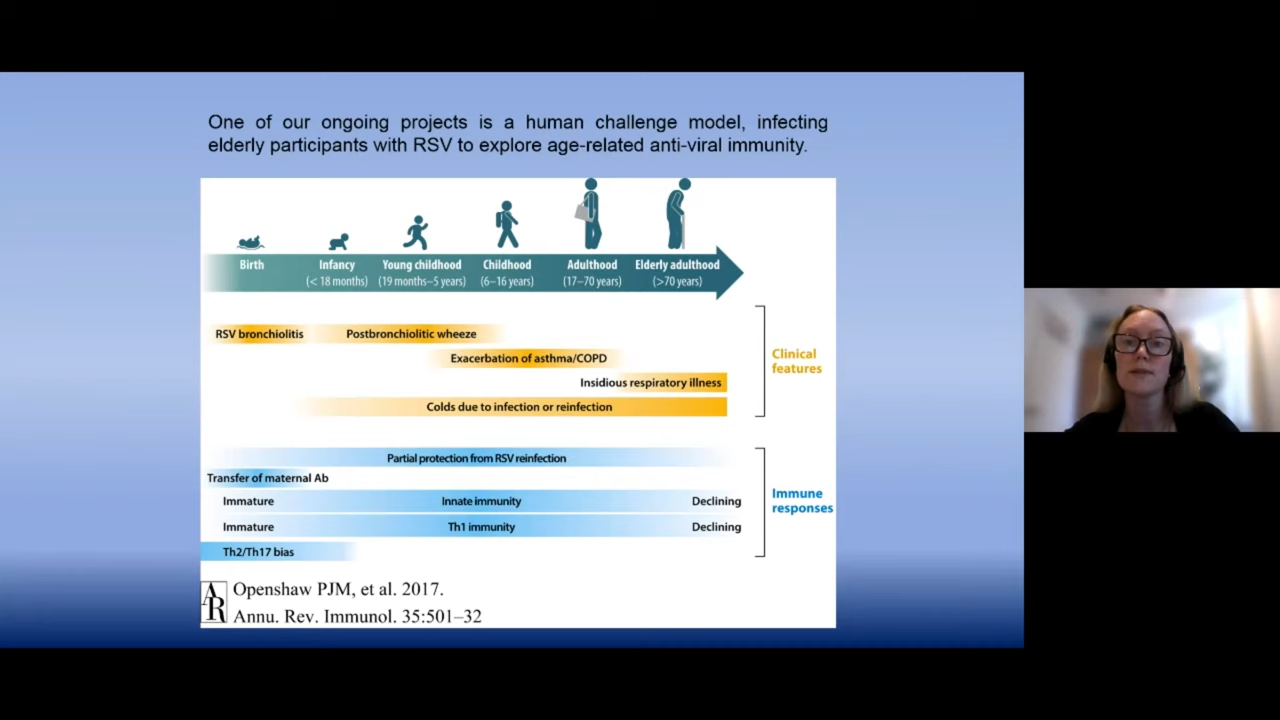 One of our ongoing projects is a human challenge model, infecting
elderly participants with RSV to explore age-related anti-viral immunity.
Birth
Infancy
(< 18 months)
Young childhood
(19 months–5 years)
Childhood
(6–16 years)
Adulthood
(17–70 years)
Elderly adulthood
(>70 years)
RSV bronchiolitis
Postbronchiolitic wheeze
Exacerbation of asthma/COPD
Insidious respiratory illness
Colds due to infection or reinfection
Clinical
features
Partial protection from RSV reinfection
Transfer of maternal Ab
Immature
Innate immunity
Declining
Immature
Th1 immunity
Declining
Th2/Th17 bias
Immune
responses
AR
Openshaw PJM, et al. 2017.
Annu. Rev. Immunol. 35:501–32